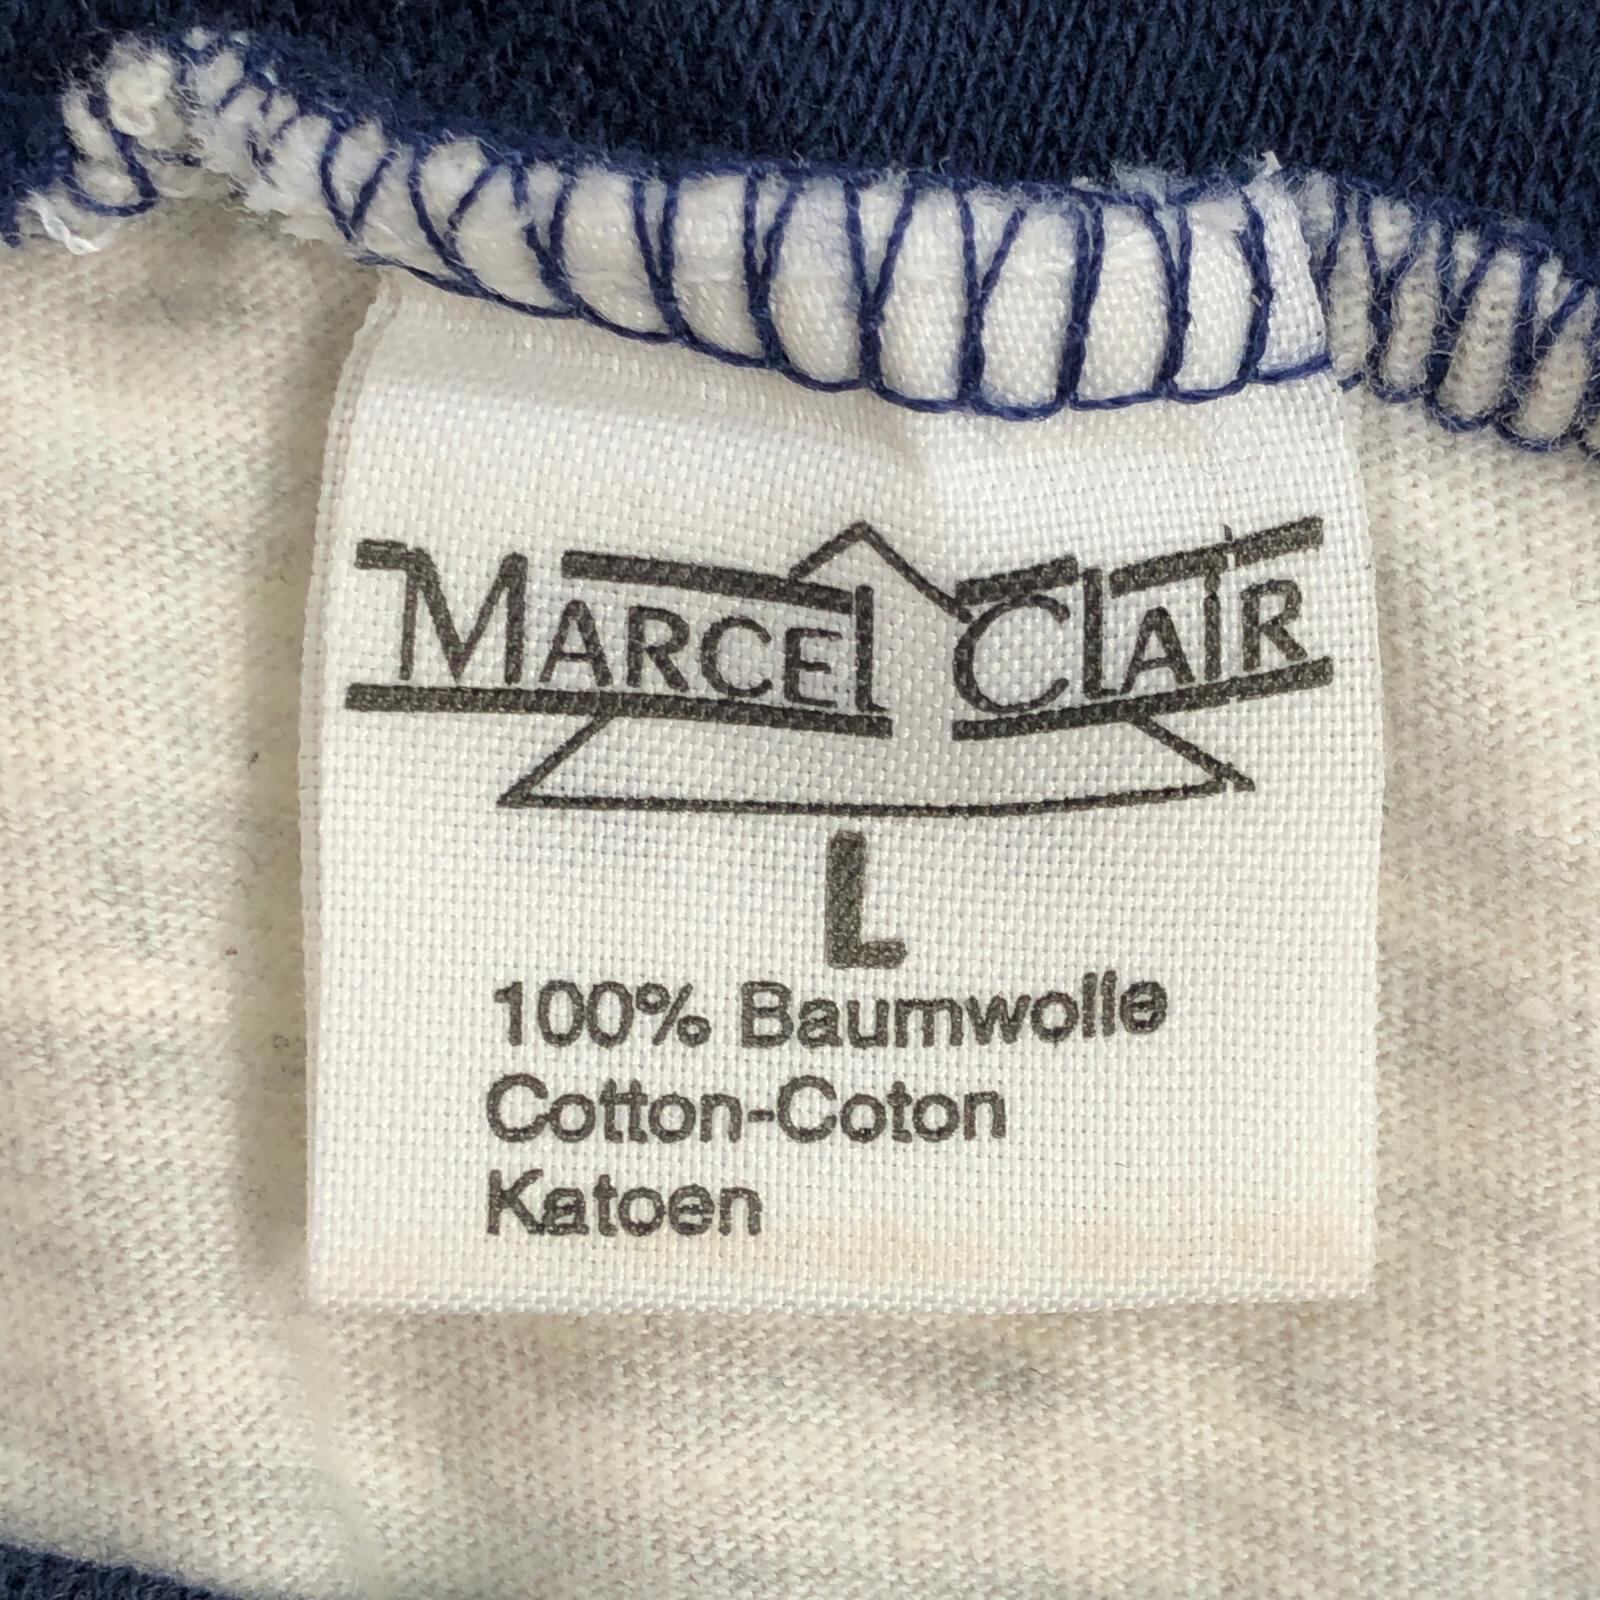 MARCEL CLAIR
L
100% Baumwolle
Cotton-Coton
Katoen